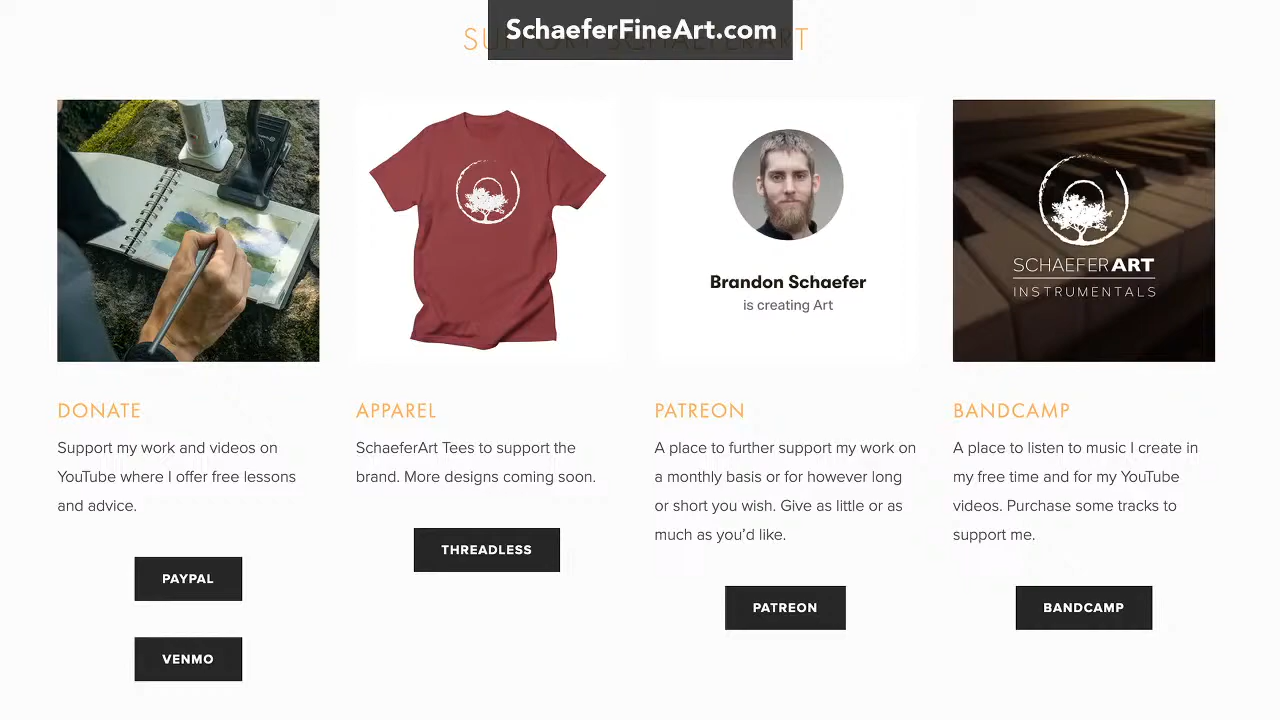 SchaeferFineArt.com
SUPPORT SCHAEFERART
Brandon Schaefer
is creating Art
SCHAEFERART
INSTRUMENTALS
DONATE
Support my work and videos on
YouTube where I offer free lessons
and advice.
PAYPAL
VENMO
APPAREL
SchaeferArt Tees to support the
brand. More designs coming soon.
THREADLESS
PATREON
A place to further support my work on
a monthly basis or for however long
or short you wish. Give as little or as
much as you’d like.
PATREON
BANDCAMP
A place to listen to music I create in
my free time and for my YouTube
videos. Purchase some tracks to
support me.
BANDCAMP